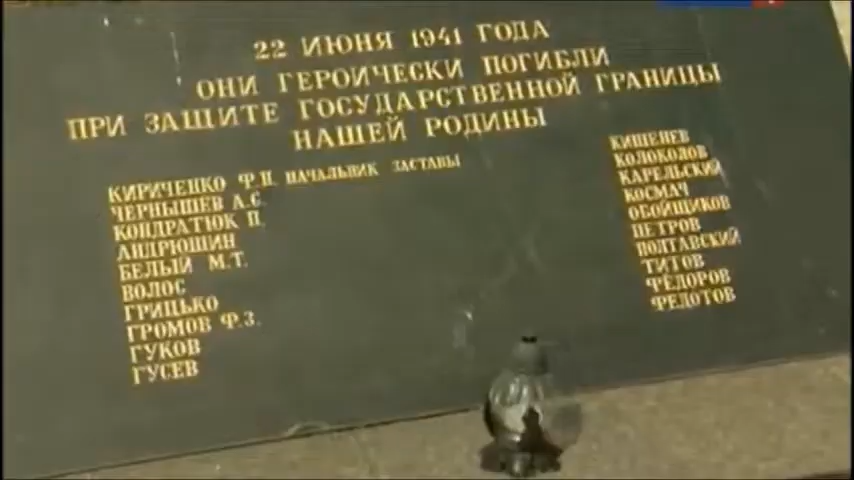 22 ИЮНЯ 1941 ГОДА
ОНИ ГЕРОИЧЕСКИ ПОГИБЛИ
ПРИ ЗАЩИТЕ ГОСУДАРСТВЕННОЙ ГРАНИЦЫ
НАШЕЙ РОДИНЫ
КИРИЧЕНКО Ф.П. НАЧАЛЬНИК ЗАСТАВЫ
ЧЕРНЫШЕВ А.С.
КОНДРАТЮК П.
АНДРЮШИН
БЕЛЫЙ М.Т.
ВОЛОС
ГРИЦЬКО
ГРОМОВ Ф.З.
ГУКОВ
ГУСЕВ
КИШЕНЕВ
КОЛОКОЛОВ
КАРЕЛЬСКИЙ
КОСМАЧ
ОБОЙЩИКОВ
ПЕТРОВ
ПОЛТАВСКИЙ
ТИТОВ
ФЁДОРОВ
ФЕДОТОВ